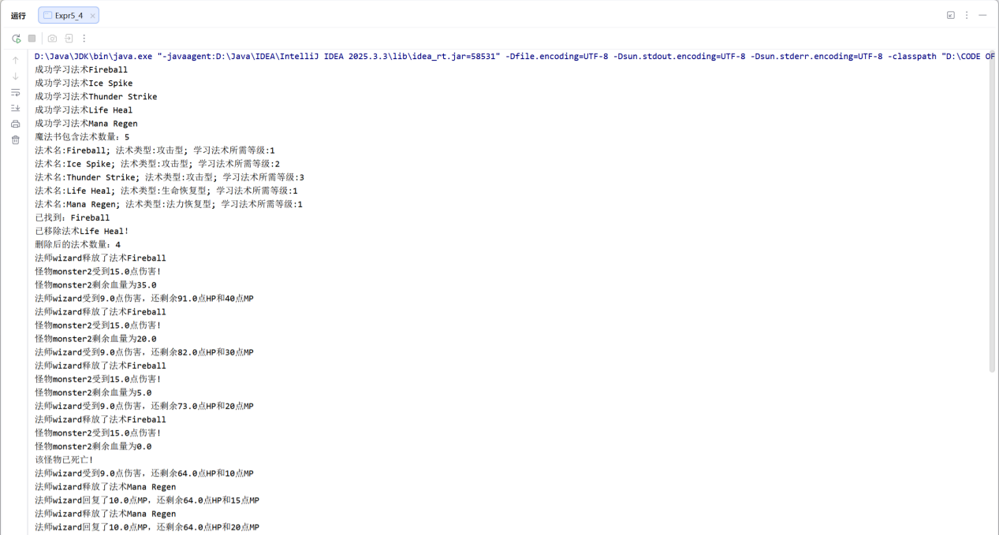 运行 Expr5_4
D:\Java\JDK\bin\java.exe "-javaagent:D:\Java\IDEA\IntelliJ IDEA 2025.3.3\lib\idea_rt.jar=58531" -Dfile.encoding=UTF-8 -Dsun.stdout.encoding=UTF-8 -Dsun.stderr.encoding=UTF-8 -classpath "D:\CODE OF
成功学习法术Fireball
成功学习法术Ice Spike
成功学习法术Thunder Strike
成功学习法术Life Heal
成功学习法术Mana Regen
魔法书包含法术数量：5
法术名:Fireball; 法术类型:攻击型; 学习法术所需等级:1
法术名:Ice Spike; 法术类型:攻击型; 学习法术所需等级:2
法术名:Thunder Strike; 法术类型:攻击型; 学习法术所需等级:3
法术名:Life Heal; 法术类型:生命恢复型; 学习法术所需等级:1
法术名:Mana Regen; 法术类型:法力恢复型; 学习法术所需等级:1
已找到：Fireball
已移除法术Life Heal!
删除后的法术数量：4
法师wizard释放了法术Fireball
怪物monster2受到15.0点伤害!
怪物monster2剩余血量为35.0
法师wizard受到9.0点伤害，还剩余91.0点HP和40点MP
法师wizard释放了法术Fireball
怪物monster2受到15.0点伤害!
怪物monster2剩余血量为20.0
法师wizard受到9.0点伤害，还剩余82.0点HP和30点MP
法师wizard释放了法术Fireball
怪物monster2受到15.0点伤害!
怪物monster2剩余血量为5.0
法师wizard受到9.0点伤害，还剩余73.0点HP和20点MP
法师wizard释放了法术Fireball
怪物monster2受到15.0点伤害!
怪物monster2剩余血量为0.0
该怪物已死亡!
法师wizard受到9.0点伤害，还剩余64.0点HP和10点MP
法师wizard释放了法术Mana Regen
法师wizard回复了10.0点MP，还剩余64.0点HP和15点MP
法师wizard释放了法术Mana Regen
法师wizard回复了10.0点MP，还剩余64.0点HP和20点MP